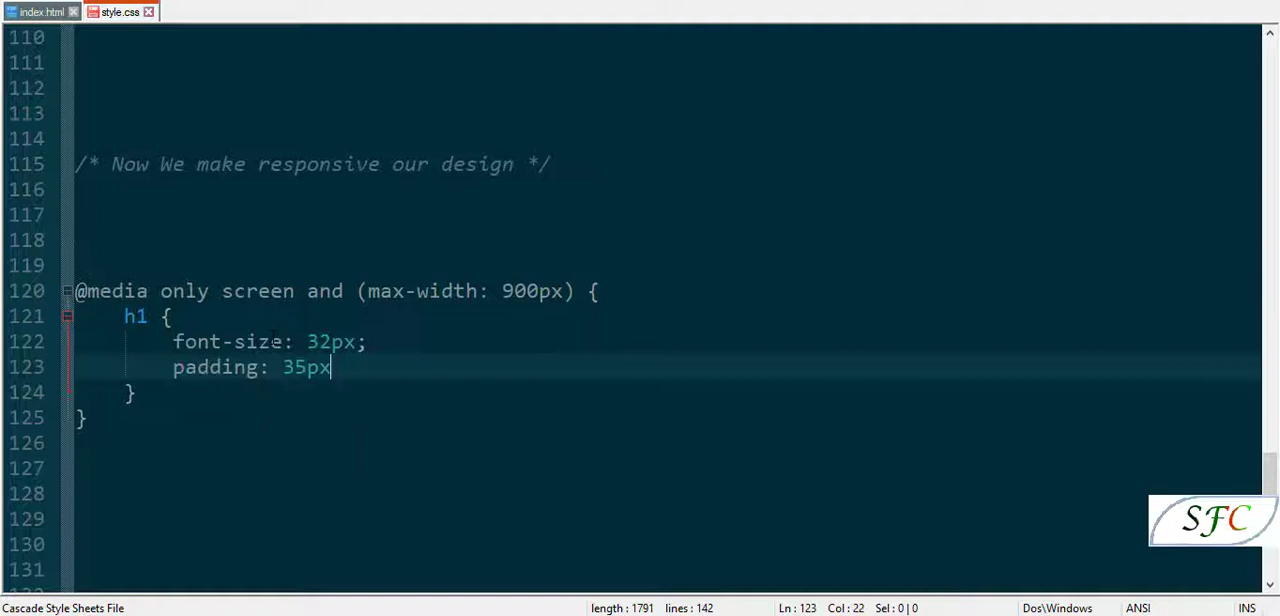 index.html style.css
110
111
112
113
114
115 /* Now We make responsive our design */
116
117
118
119
120 @media only screen and (max-width: 900px) {
121 h1 {
122 font-size: 32px;
123 padding: 35px
124 }
125 }
126
127
128
129
130
131
SFC
Cascade Style Sheets File length : 1791 lines : 142 Ln : 123 Col : 22 Sel : 0 | 0 Dos\Windows ANSI INS